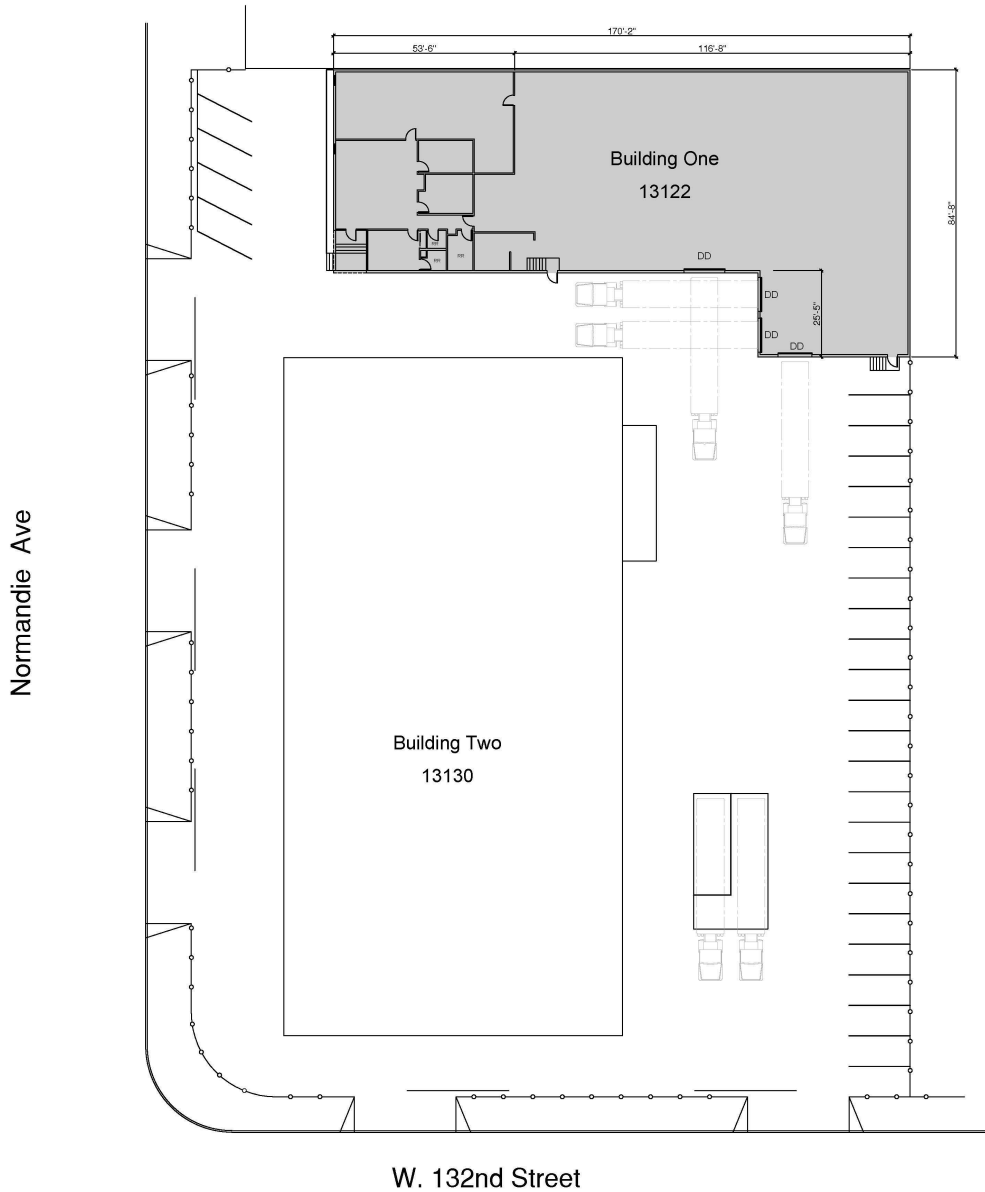 170'-2"
53'-6"
116'-8"
Building One
13122
84'-8"
DD
DD
25'-5"
DD
DD
Normandie Ave
Building Two
13130
W. 132nd Street